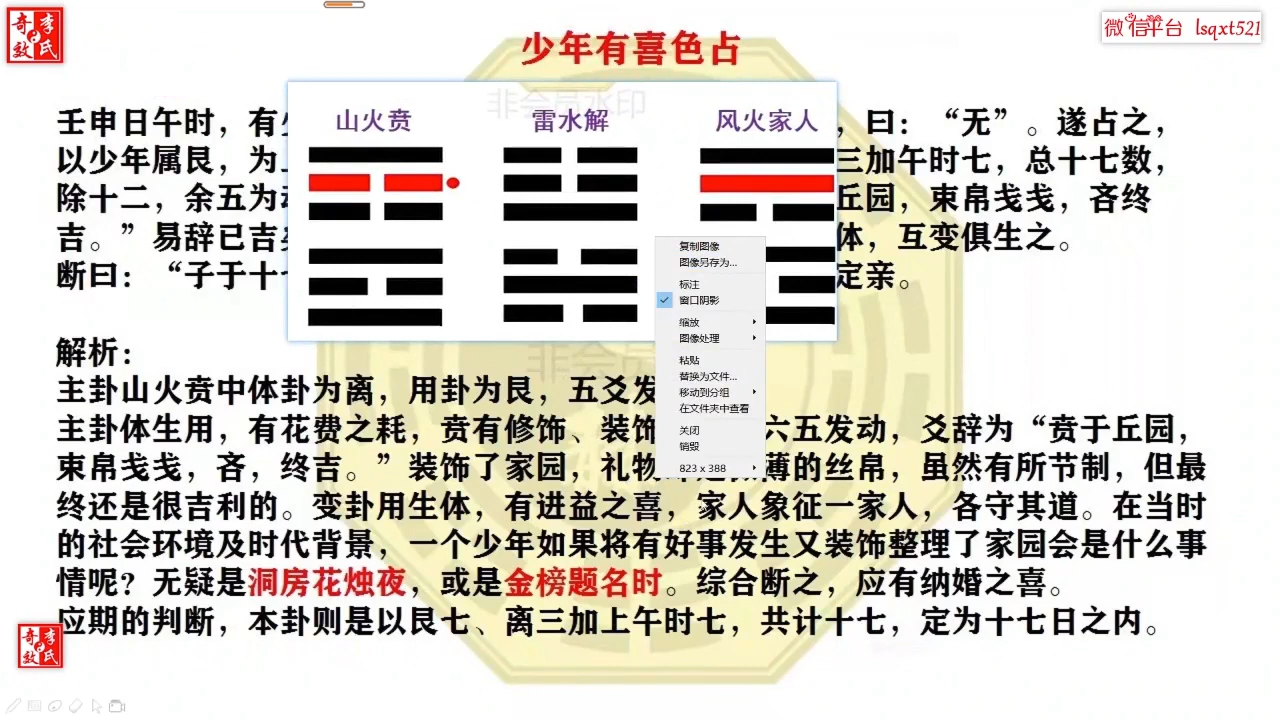 李氏奇效
微信平台 lsqxt521
少年有喜色占
非会员水印
山火贲 雷水解 风火家人
壬申日午时，有 ，曰：“无”。遂占之，
以少年属艮，为 三加午时七，总十七数，
除十二，余五为 丘园，束帛戋戋，吝终
吉。”易辞已吉 体，互变俱生之。
断曰：“子于十 定亲。
复制图像
图像另存为...
标注
窗口阴影
缩放
图像处理
粘贴
替换为文件...
移动到分组
在文件夹中查看
关闭
销毁
823 x 388
非会员
解析：
主卦山火贲中体卦为离，用卦为艮，五爻发
主卦体生用，有花费之耗，贲有修饰、装饰 六五发动，爻辞为“贲于丘园，
束帛戋戋，吝，终吉。”装饰了家园，礼物 薄的丝帛，虽然有所节制，但最
终还是很吉利的。变卦用生体，有进益之喜，家人象征一家人，各守其道。在当时
的社会环境及时代背景，一个少年如果将有好事发生又装饰整理了家园会是什么事
情呢？无疑是洞房花烛夜，或是金榜题名时。综合断之，应有纳婚之喜。
应期的判断，本卦则是以艮七、离三加上午时七，共计十七，定为十七日之内。
李氏奇效